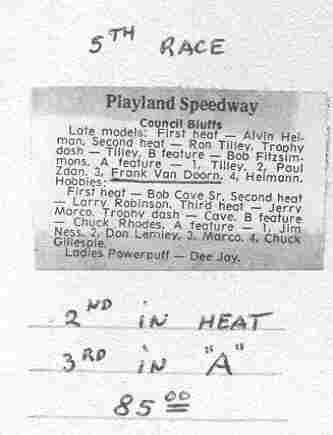 5TH RACE
Playland Speedway
Council Bluffs
Late models: First heat — Alvin Hei-
man, Second heat — Ron Tilley, Trophy
dash — Tilley, B feature — Bob Fitzsim-
mons, A feature — 1, Tilley, 2, Paul
Zdan, 3, Frank Van Doorn, 4, Heimann.
Hobbies:
First heat — Bob Cave Sr, Second heat
— Larry Robinson, Third heat — Jerry
Marco, Trophy dash — Cave, B feature
— Chuck Rhodes, A feature — 1, Jim
Ness, 2, Don Lemley, 3, Marco, 4, Chuck
Gillespie.
Ladies Powerpuff — Dee Jay.
2ND IN HEAT
3RD IN "A"
85 00